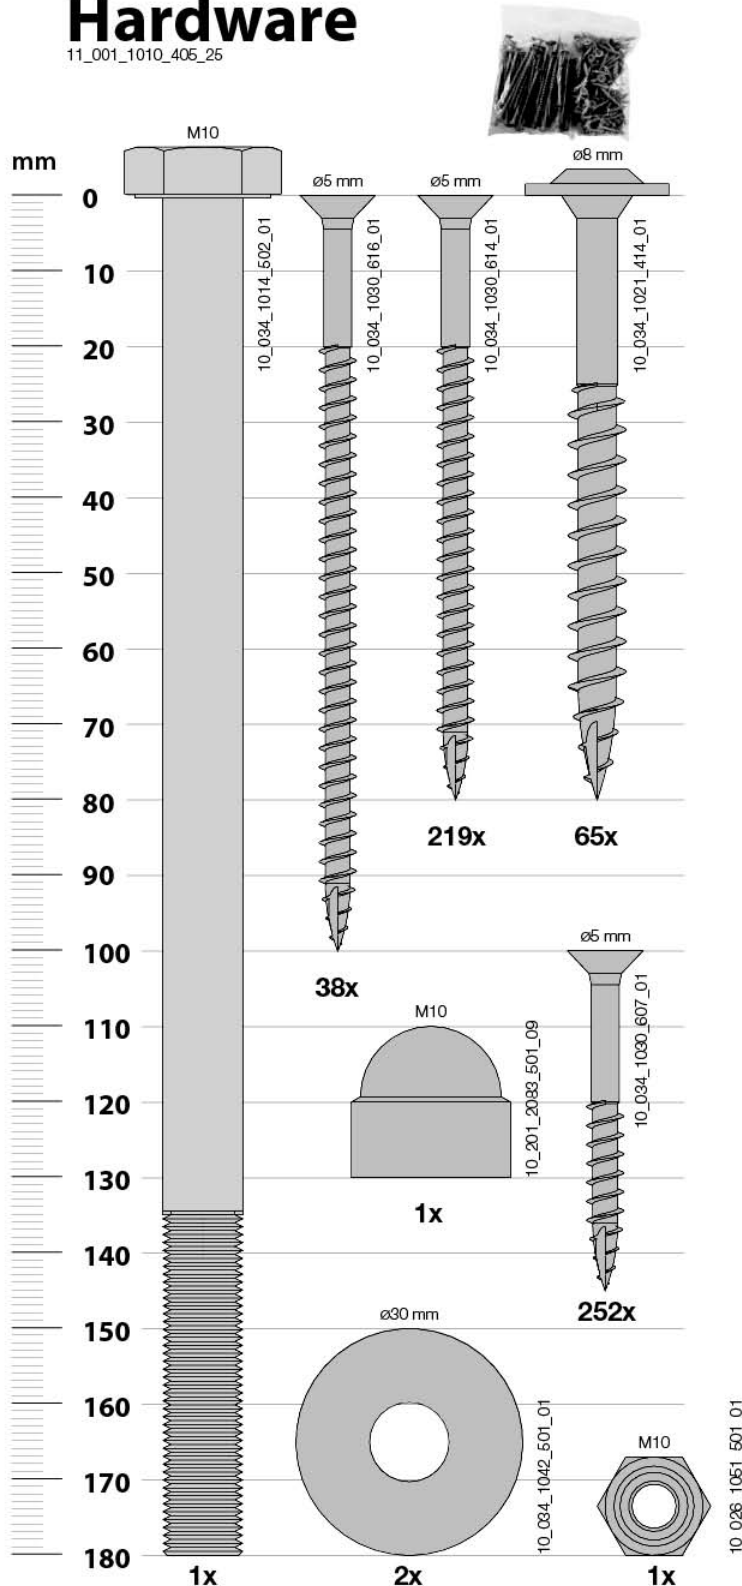 Hardware
11_001_1010_405_25
mm
0
10
20
30
40
50
60
70
80
90
100
110
120
130
140
150
160
170
180
M10
10_034_1014_502_01
1x
ø5 mm
10_034_1030_616_01
38x
ø5 mm
10_034_1030_614_01
219x
ø8 mm
10_034_1021_414_01
65x
M10
10_201_2083_501_09
1x
ø5 mm
10_034_1030_607_01
252x
ø30 mm
10_034_1042_501_01
2x
M10
10_026_1051_501_01
1x